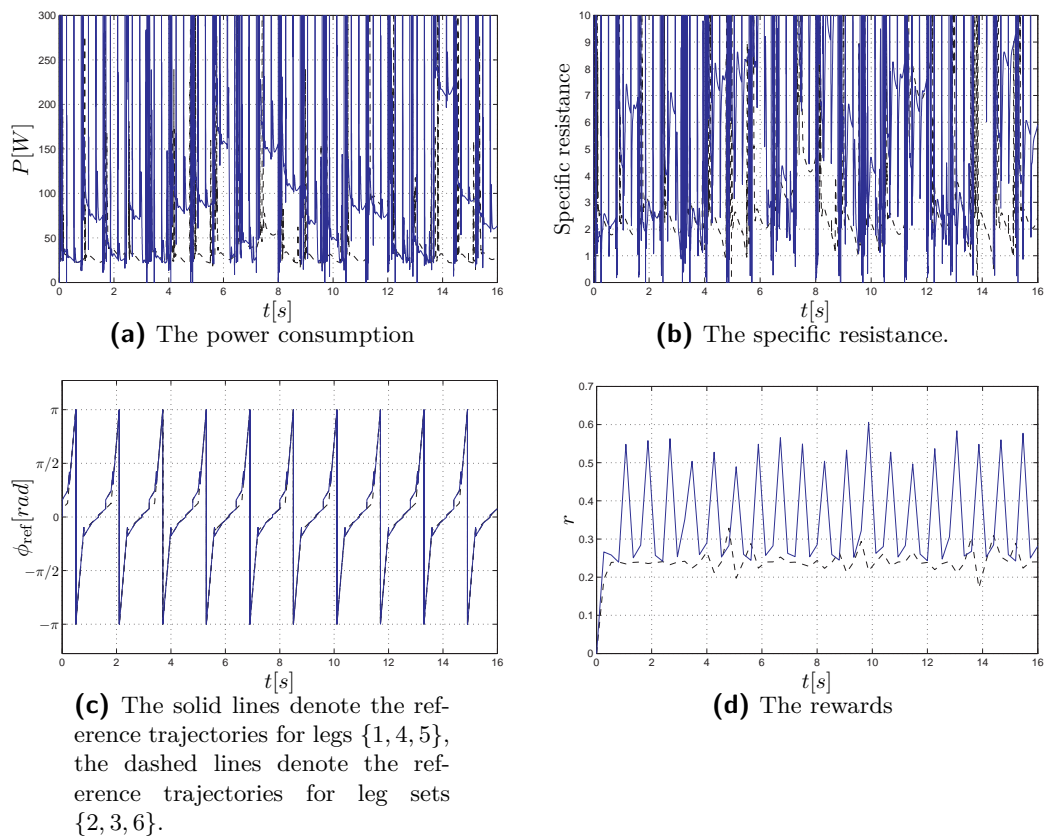 300
250
200
150
100
50
0
P[W]
0 2 4 6 8 10 12 14 16
t[s]
(a) The power consumption
10
9
8
7
6
5
4
3
2
1
0
Specific resistance
0 2 4 6 8 10 12 14 16
t[s]
(b) The specific resistance.
π
π/2
0
−π/2
−π
ϕref[rad]
0 2 4 6 8 10 12 14 16
t[s]
(c) The solid lines denote the ref-
erence trajectories for legs {1, 4, 5},
the dashed lines denote the ref-
erence trajectories for leg sets
{2, 3, 6}.
0.7
0.6
0.5
0.4
0.3
0.2
0.1
0
r
0 2 4 6 8 10 12 14 16
t[s]
(d) The rewards